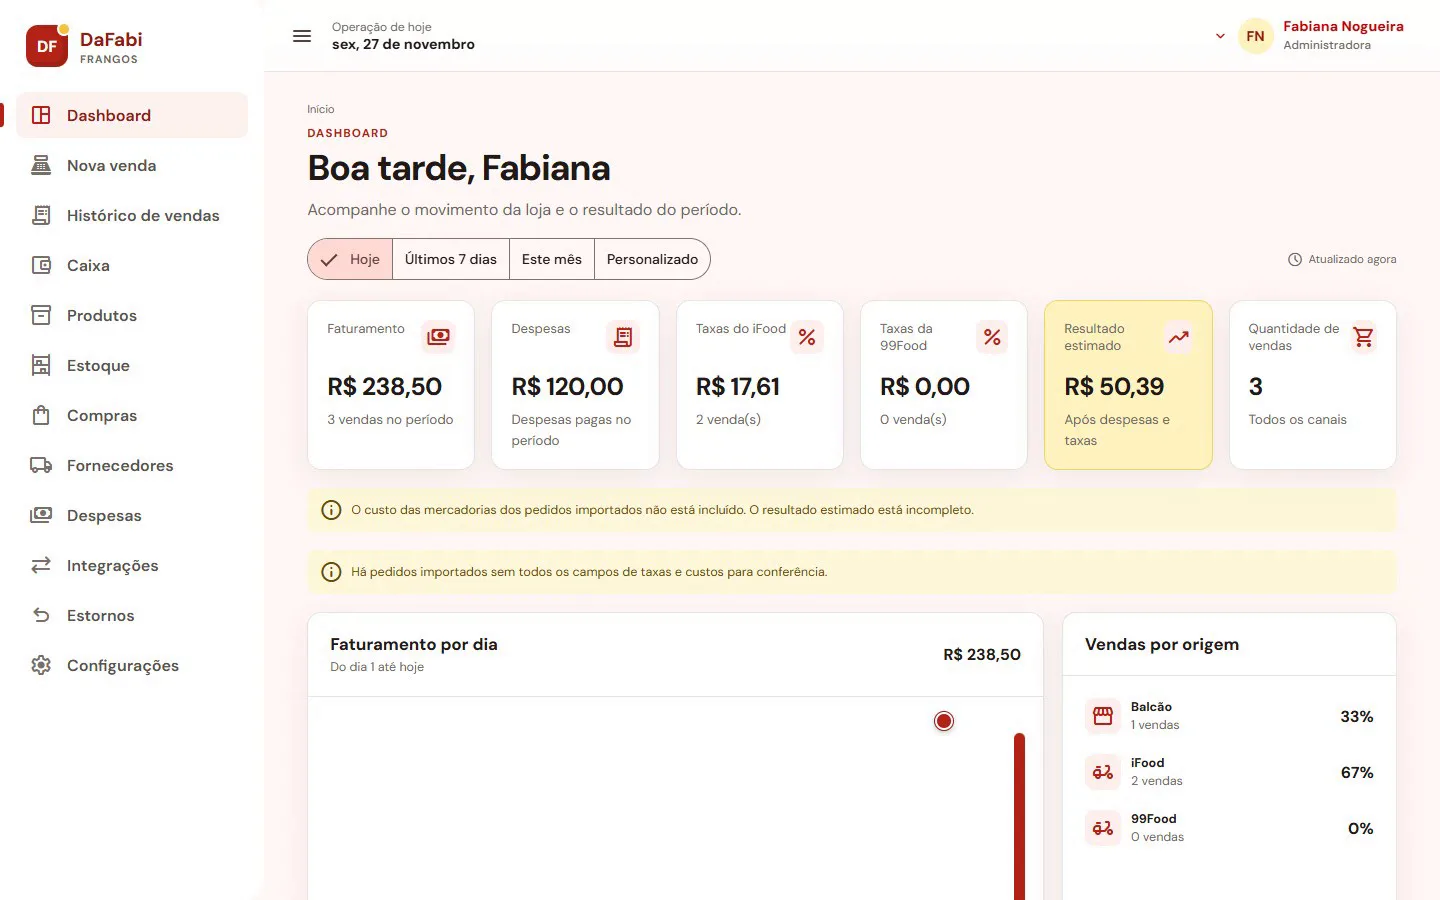 DF
DaFabi
FRANGOS
Dashboard
Nova venda
Histórico de vendas
Caixa
Produtos
Estoque
Compras
Fornecedores
Despesas
Integrações
Estornos
Configurações
Operação de hoje
sex, 27 de novembro
FN
Fabiana Nogueira
Administradora
Início
DASHBOARD
Boa tarde, Fabiana
Acompanhe o movimento da loja e o resultado do período.
Hoje
Últimos 7 dias
Este mês
Personalizado
Atualizado agora
Faturamento
R$ 238,50
3 vendas no período
Despesas
R$ 120,00
Despesas pagas no
período
Taxas do iFood
R$ 17,61
2 venda(s)
Taxas da
99Food
R$ 0,00
0 venda(s)
Resultado
estimado
R$ 50,39
Após despesas e
taxas
Quantidade de
vendas
3
Todos os canais
O custo das mercadorias dos pedidos importados não está incluído. O resultado estimado está incompleto.
Há pedidos importados sem todos os campos de taxas e custos para conferência.
Faturamento por dia
Do dia 1 até hoje
R$ 238,50
Vendas por origem
Balcão
1 vendas
33%
iFood
2 vendas
67%
99Food
0 vendas
0%